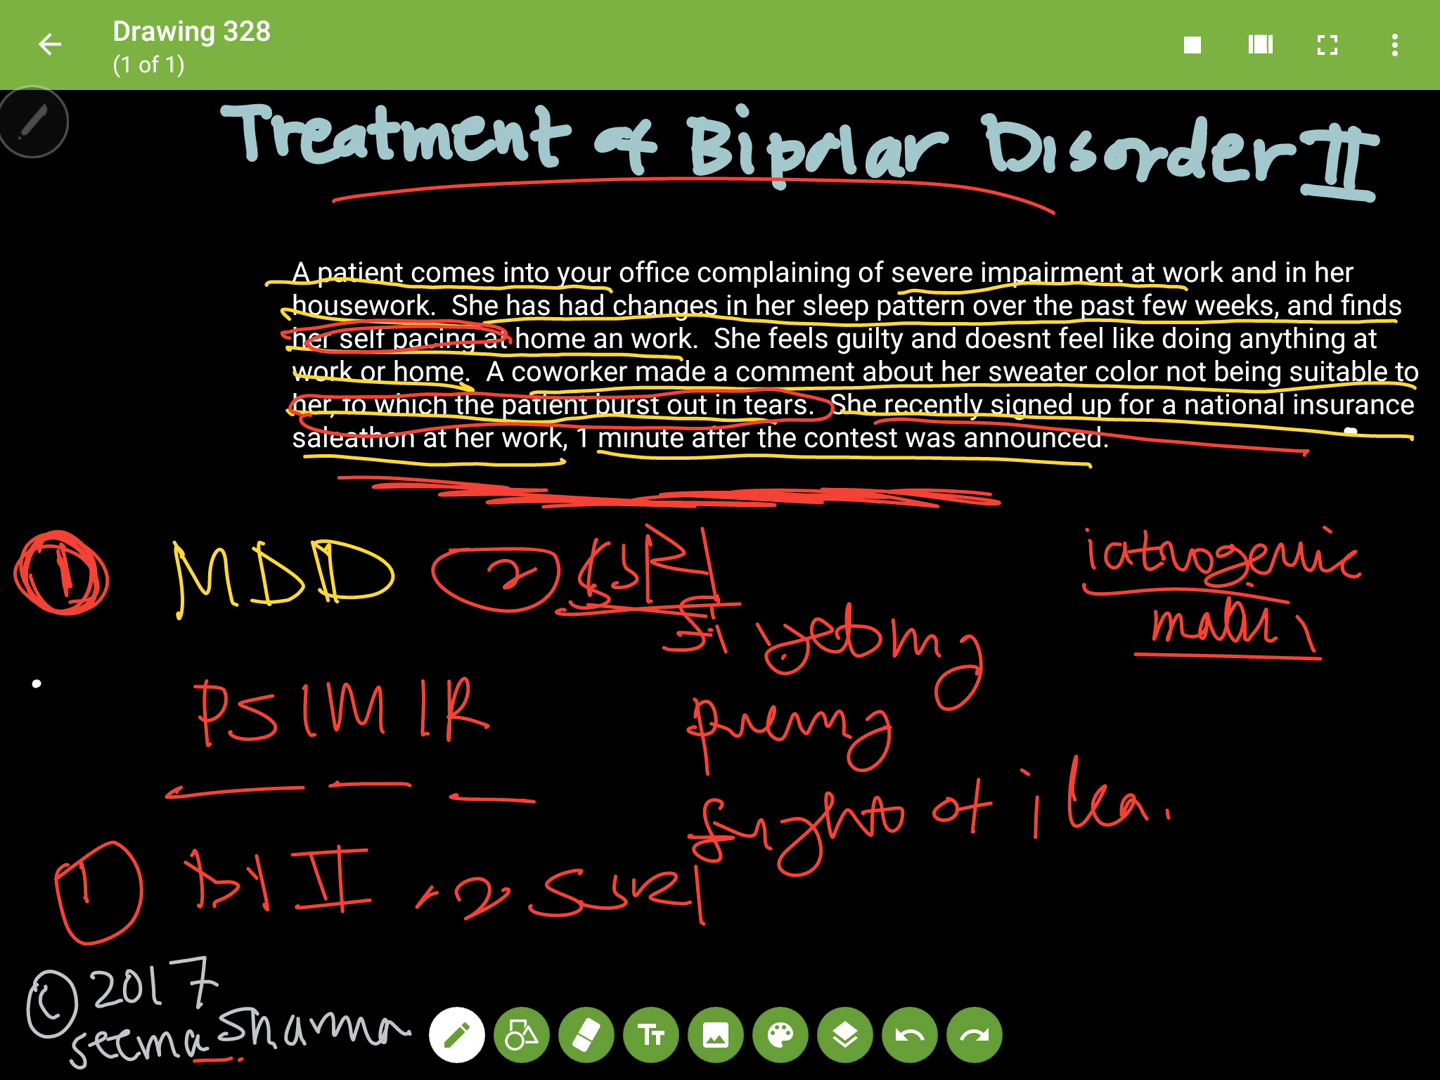 Drawing 328
(1 of 1)
Treatment of Bipolar Disorder II
A patient comes into your office complaining of severe impairment at work and in her
housework. She has had changes in her sleep pattern over the past few weeks, and finds
her self pacing at home an work. She feels guilty and doesnt feel like doing anything at
work or home. A coworker made a comment about her sweater color not being suitable to
her, to which the patient burst out in tears. She recently signed up for a national insurance
saleathon at her work, 1 minute after the contest was announced.
① MDD ② SSRI
iatrogenic
PSIMIR
flight of idea.
① II 2 SSRI
© 2017
seema Sharma
Tт